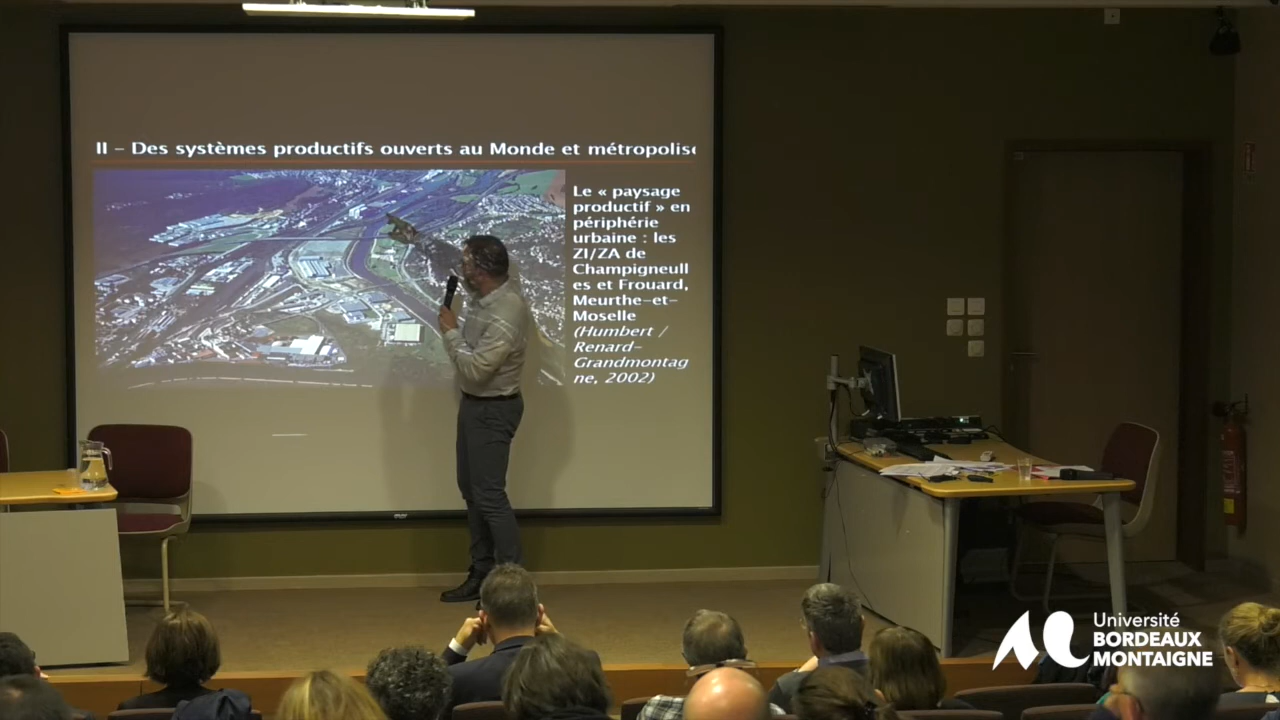 II – Des systèmes productifs ouverts au Monde et métropolisé
Le « paysage
productif » en
périphérie
urbaine : les
ZI/ZA de
Champigneull
es et Frouard,
Meurthe-et-
Moselle
(Humbert /
Renard-
Grandmontag
ne, 2002)
Université
BORDEAUX
MONTAIGNE